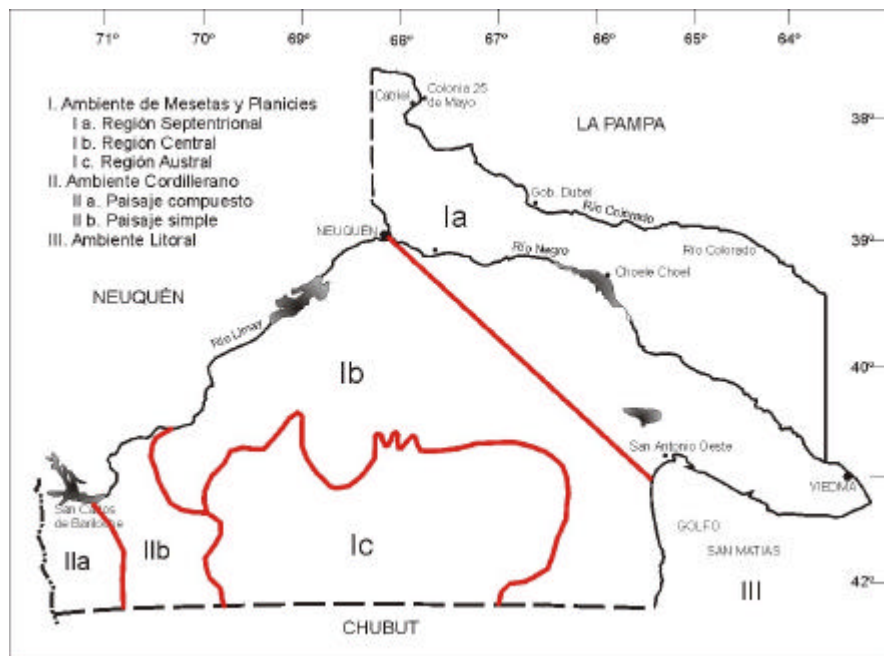 71º 70º 69º 68º 67º 66º 65º 64º
I. Ambiente de Mesetas y Planicies
I a. Región Septentrional
I b. Región Central
I c. Región Austral
II. Ambiente Cordillerano
II a. Paisaje compuesto
II b. Paisaje simple
III. Ambiente Litoral
Colonia 25
de Mayo
LA PAMPA
38º
Ia
Gob. Dubel
Río Colorado
NEUQUÉN
Río Negro
Río Colorado
39º
Choele Choel
NEUQUÉN
Río Limay
40º
Ib
San Antonio Oeste
VIEDMA
San Carlos
de Bariloche
GOLFO
SAN MATIAS
IIa
IIb
Ic
III
42º
CHUBUT